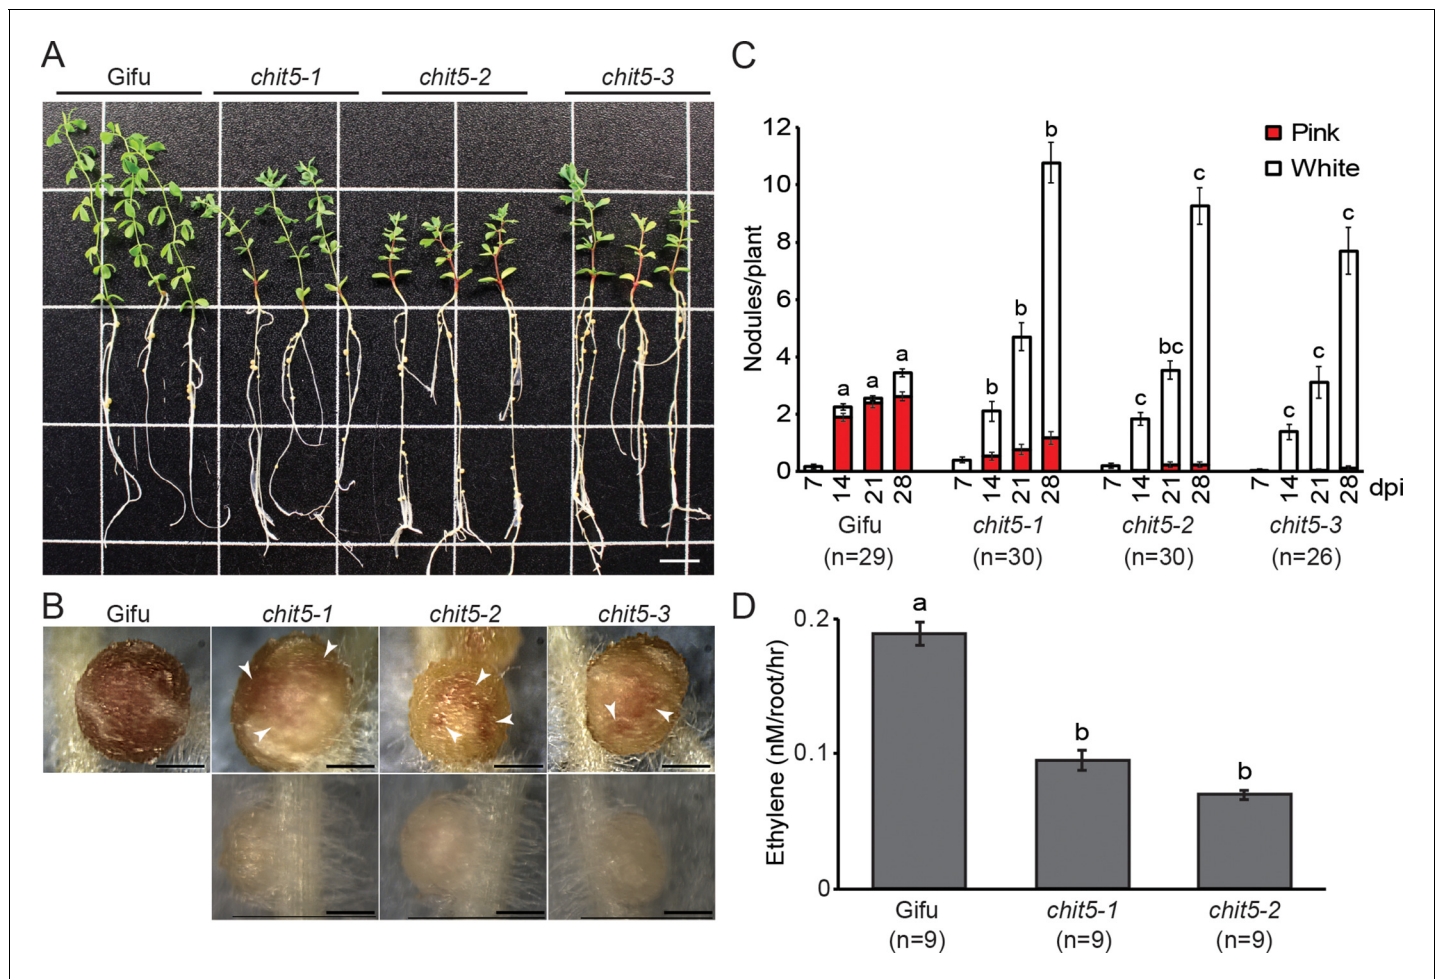 A
Gifu chit5-1 chit5-2 chit5-3
B
Gifu chit5-1 chit5-2 chit5-3
C
Nodules/plant
12
10
8
6
4
2
0
Pink
White
a a a
b b b
c bc c
c c c
7 14 21 28 7 14 21 28 7 14 21 28 7 14 21 28 dpi
Gifu chit5-1 chit5-2 chit5-3
(n=29) (n=30) (n=30) (n=26)
D
Ethylene (nM/root/hr)
0.2
0.1
0
a b b
Gifu chit5-1 chit5-2
(n=9) (n=9) (n=9)